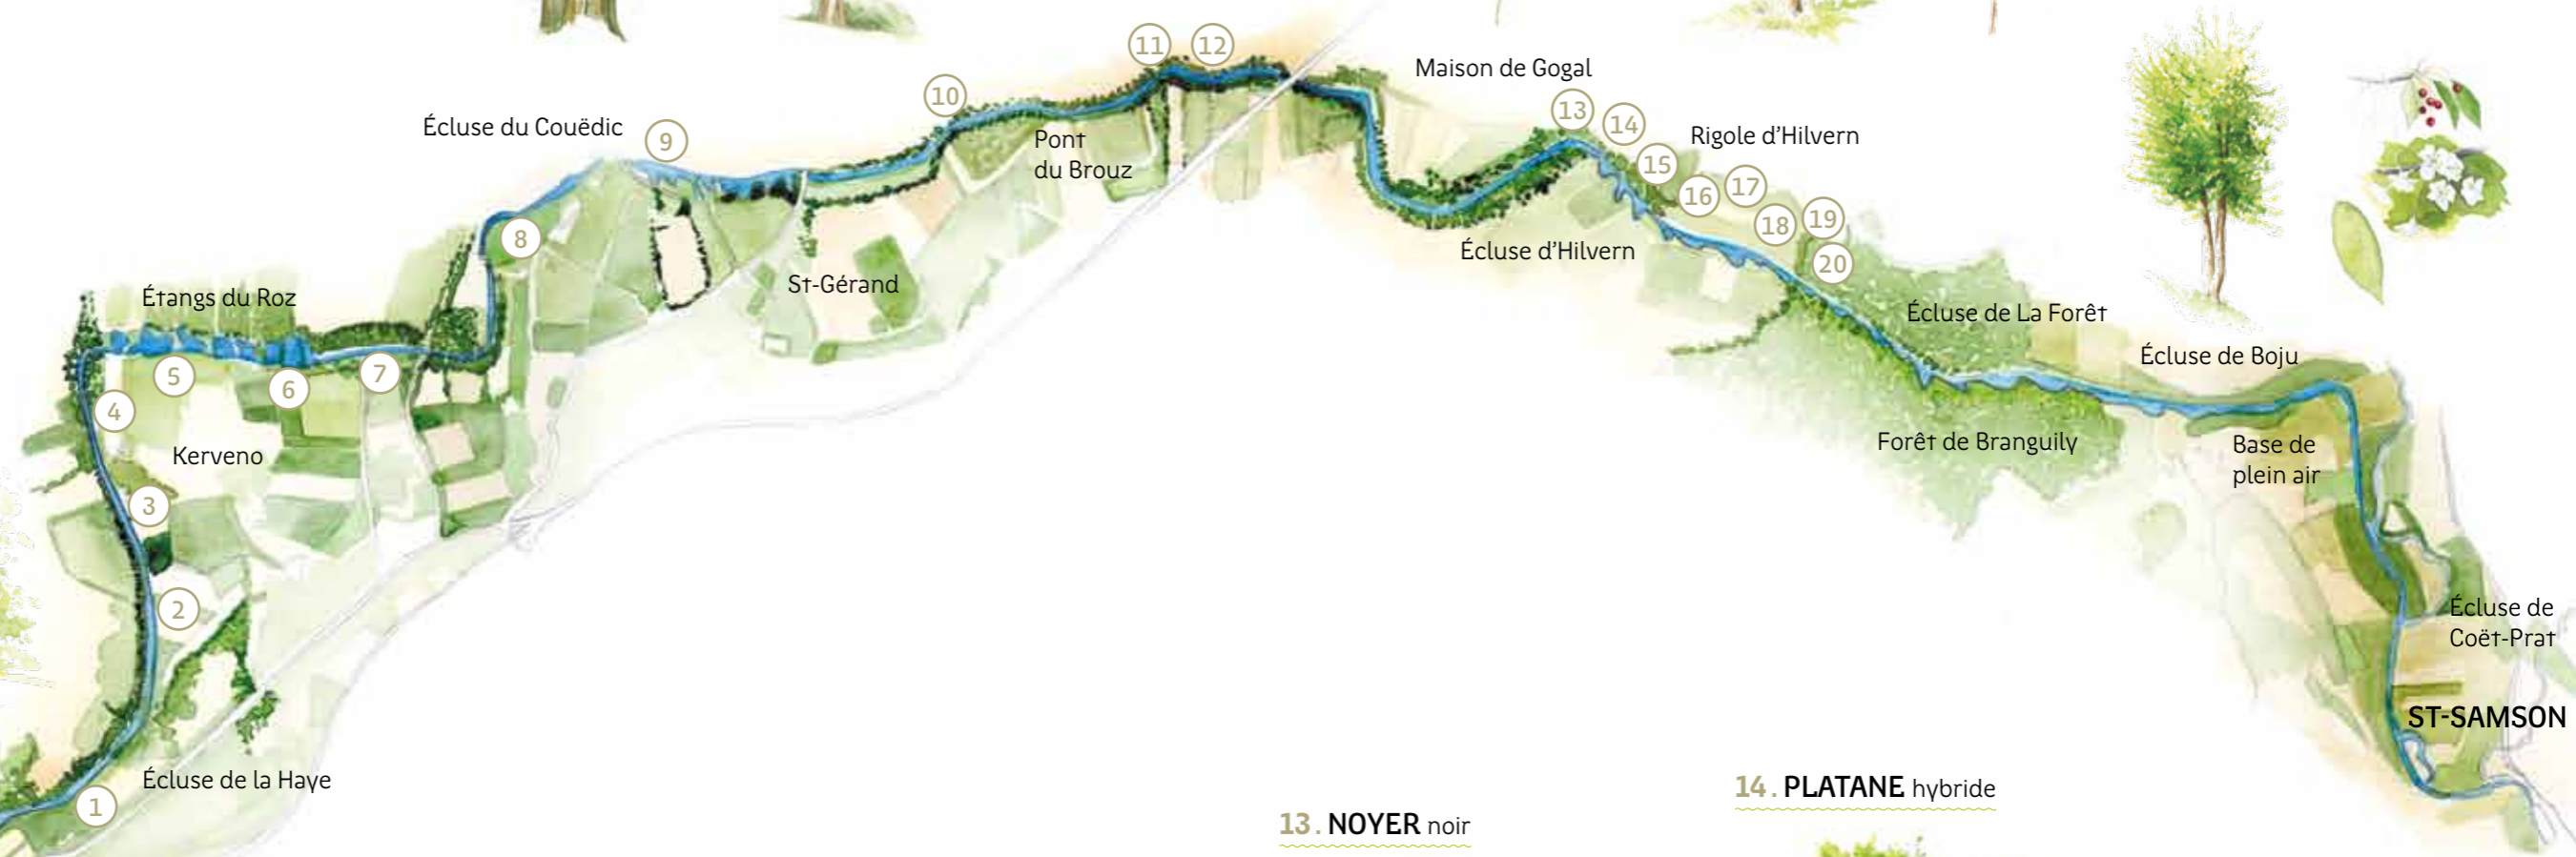 11
12
Maison de Gogal
10
13
Écluse du Couëdic
9
14
Rigole d'Hilvern
Pont
du Brouz
15
17
16
19
18
8
Écluse d'Hilvern
20
St-Gérand
Étangs du Roz
Écluse de La Forêt
Écluse de Boju
7
5
6
4
Forêt de Branguily
Base de
plein air
Kerveno
3
2
Écluse de
Coët-Prat
ST-SAMSON
Écluse de la Haye
1
14. PLATANE hybride
13. NOYER noir